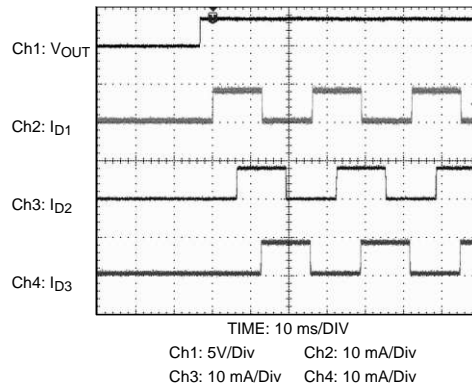 Ch1: VOUT
Ch2: ID1
Ch3: ID2
Ch4: ID3
TIME: 10 ms/DIV
Ch1: 5V/Div Ch2: 10 mA/Div
Ch3: 10 mA/Div Ch4: 10 mA/Div